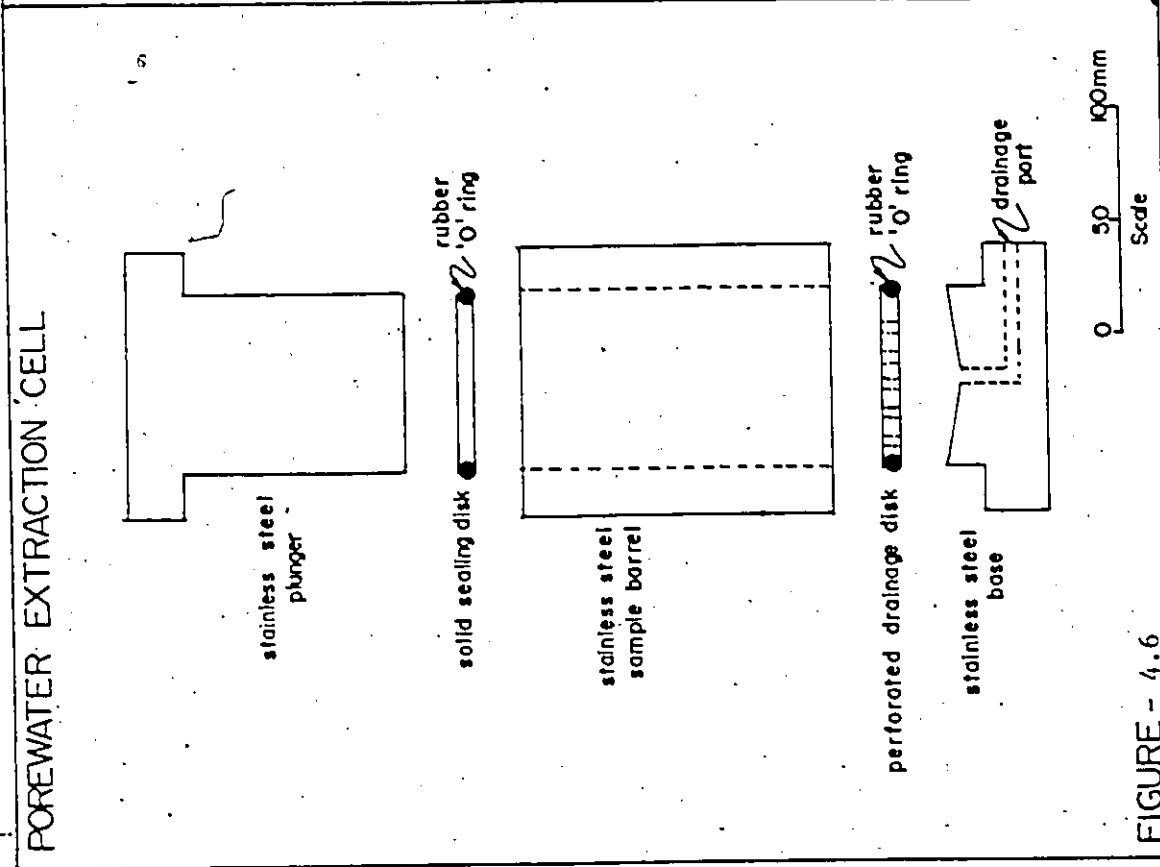 POREWATER EXTRACTION CELL
stainless steel
plunger
solid sealing disk
rubber
'O' ring
stainless steel
sample barrel
perforated drainage disk
rubber
'O' ring
stainless steel
base
drainage
port
0 50 100mm
Scale
FIGURE - 4.6